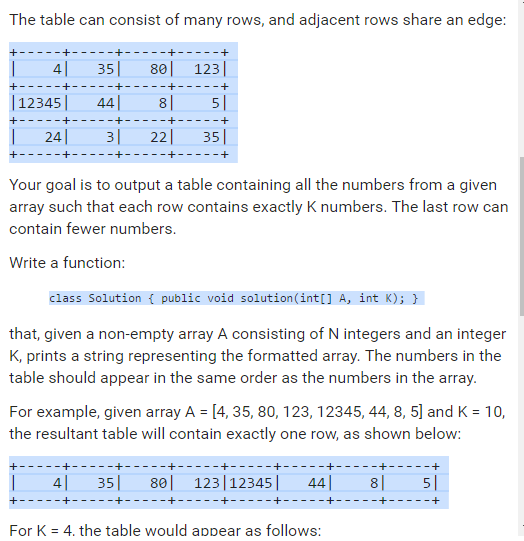 The table can consist of many rows, and adjacent rows share an edge:
+-----+-----+-----+-----+
|    4|   35|   80|  123|
+-----+-----+-----+-----+
|12345|   44|    8|    5|
+-----+-----+-----+-----+
|   24|    3|   22|   35|
+-----+-----+-----+-----+
Your goal is to output a table containing all the numbers from a given
array such that each row contains exactly K numbers. The last row can
contain fewer numbers.
Write a function:
class Solution { public void solution(int[] A, int K); }
that, given a non-empty array A consisting of N integers and an integer
K, prints a string representing the formatted array. The numbers in the
table should appear in the same order as the numbers in the array.
For example, given array A = [4, 35, 80, 123, 12345, 44, 8, 5] and K = 10,
the resultant table will contain exactly one row, as shown below:
+-----+-----+-----+-----+-----+-----+-----+-----+
|    4|   35|   80|  123|12345|   44|    8|    5|
+-----+-----+-----+-----+-----+-----+-----+-----+
For K = 4, the table would appear as follows: